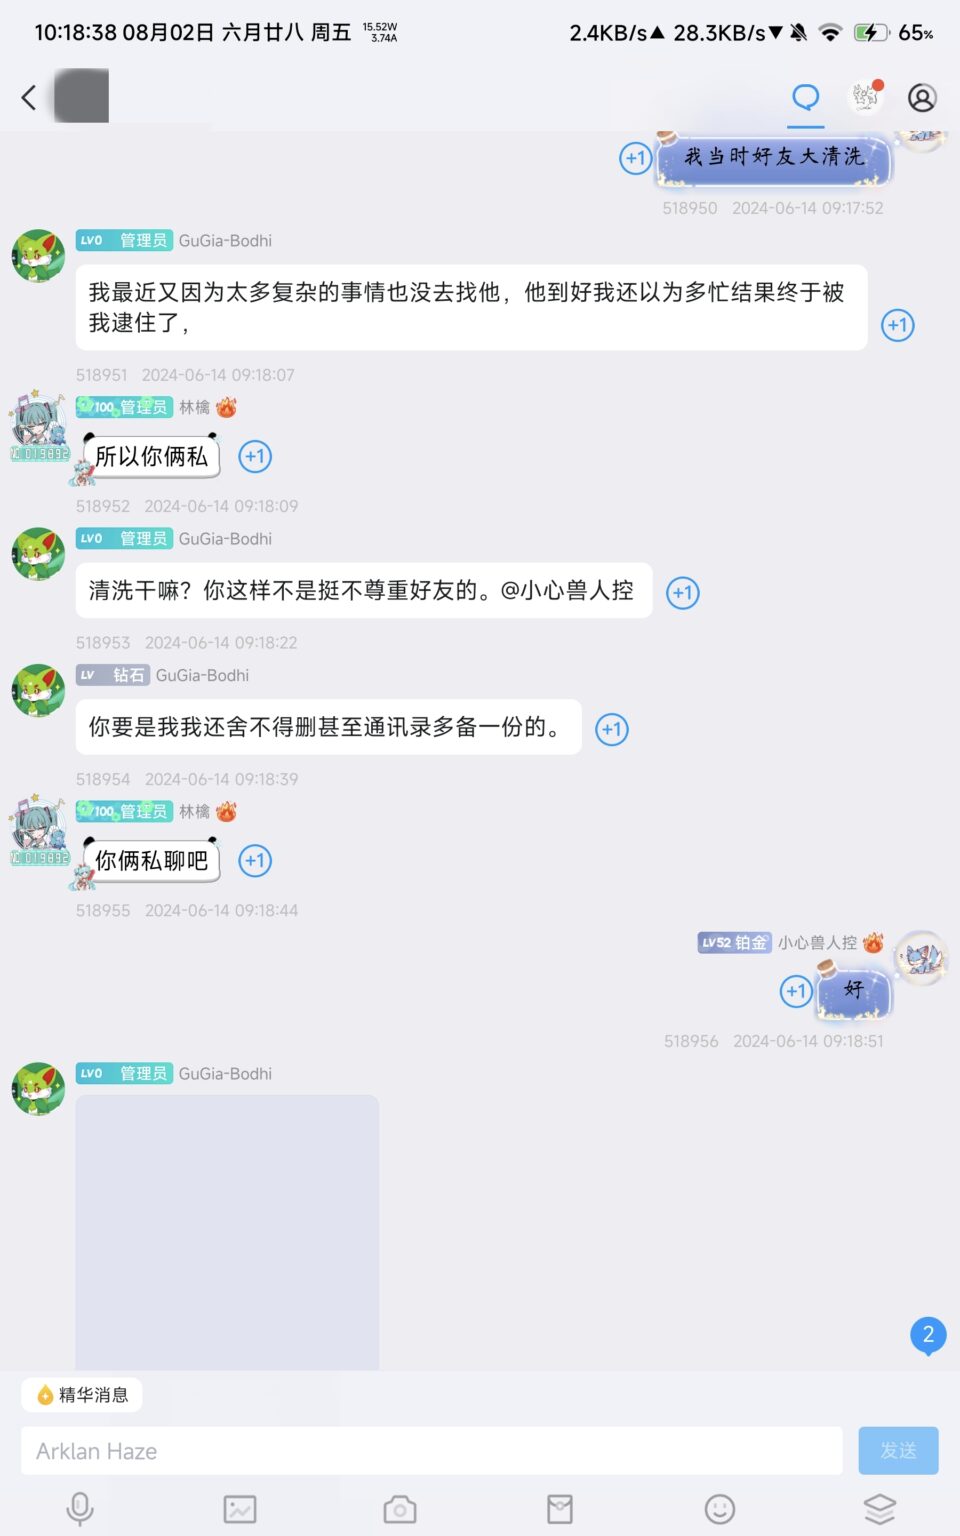 10:18:38 08月02日 六月廿八 周五 15.52W 3.74A 2.4KB/s▲ 28.3KB/s▼ 65%
+1 我当时好友大清洗
518950 2024-06-14 09:17:52
LV0 管理员 GuGia-Bodhi
我最近又因为太多复杂的事情也没去找他，他到好我还以为多忙结果终于被
我逮住了，
+1
518951 2024-06-14 09:18:07
LV100 管理员 林檎
所以你俩私 +1
518952 2024-06-14 09:18:09
LV0 管理员 GuGia-Bodhi
清洗干嘛？你这样不是挺不尊重好友的。@小心兽人控 +1
518953 2024-06-14 09:18:22
LV 钻石 GuGia-Bodhi
你要是我我还舍不得删甚至通讯录多备一份的。 +1
518954 2024-06-14 09:18:39
LV100 管理员 林檎
你俩私聊吧 +1
518955 2024-06-14 09:18:44
LV52 铂金 小心兽人控
+1 好
518956 2024-06-14 09:18:51
LV0 管理员 GuGia-Bodhi
2
精华消息
Arklan Haze 发送